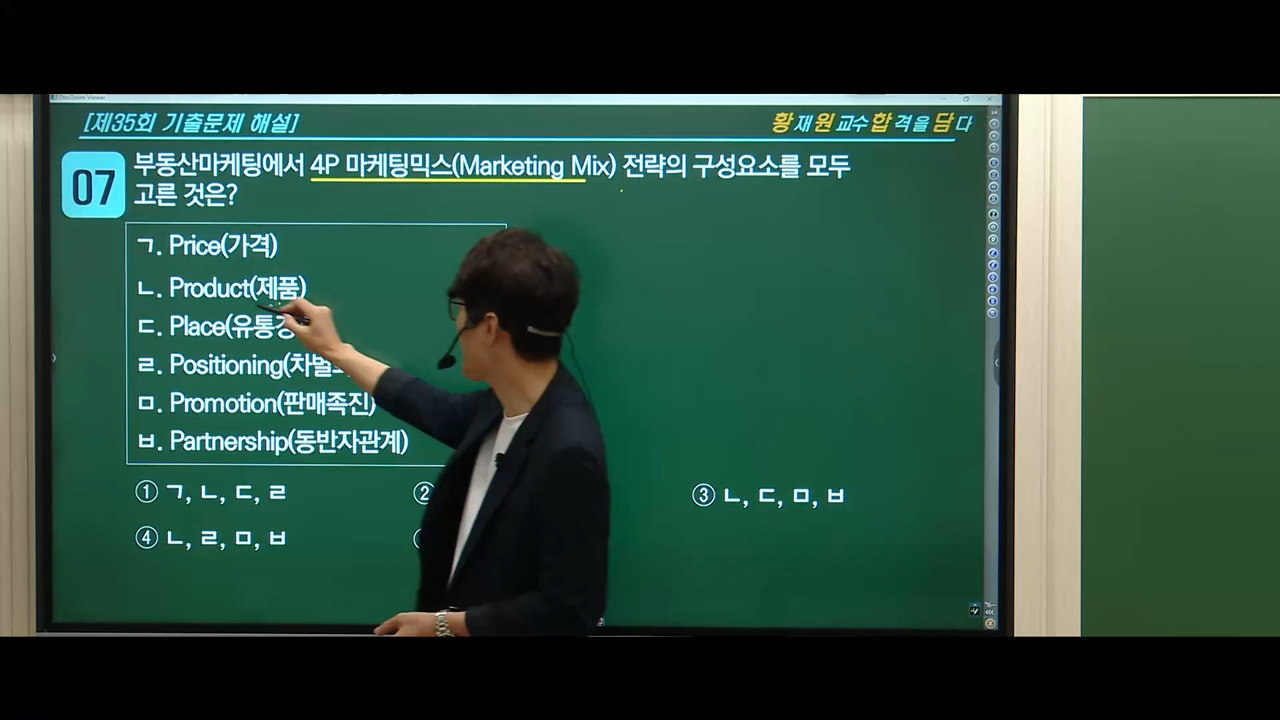 [제35회 기출문제 해설]
황재원 교수 합격을 담다
07 부동산마케팅에서 4P 마케팅믹스(Marketing Mix) 전략의 구성요소를 모두
고른 것은?
ㄱ. Price(가격)
ㄴ. Product(제품)
ㄷ. Place(유통
ㄹ. Positioning(차별
ㅁ. Promotion(판매촉진)
ㅂ. Partnership(동반자관계)
① ㄱ, ㄴ, ㄷ, ㄹ
②
③ ㄴ, ㄷ, ㅁ, ㅂ
④ ㄴ, ㄹ, ㅁ, ㅂ